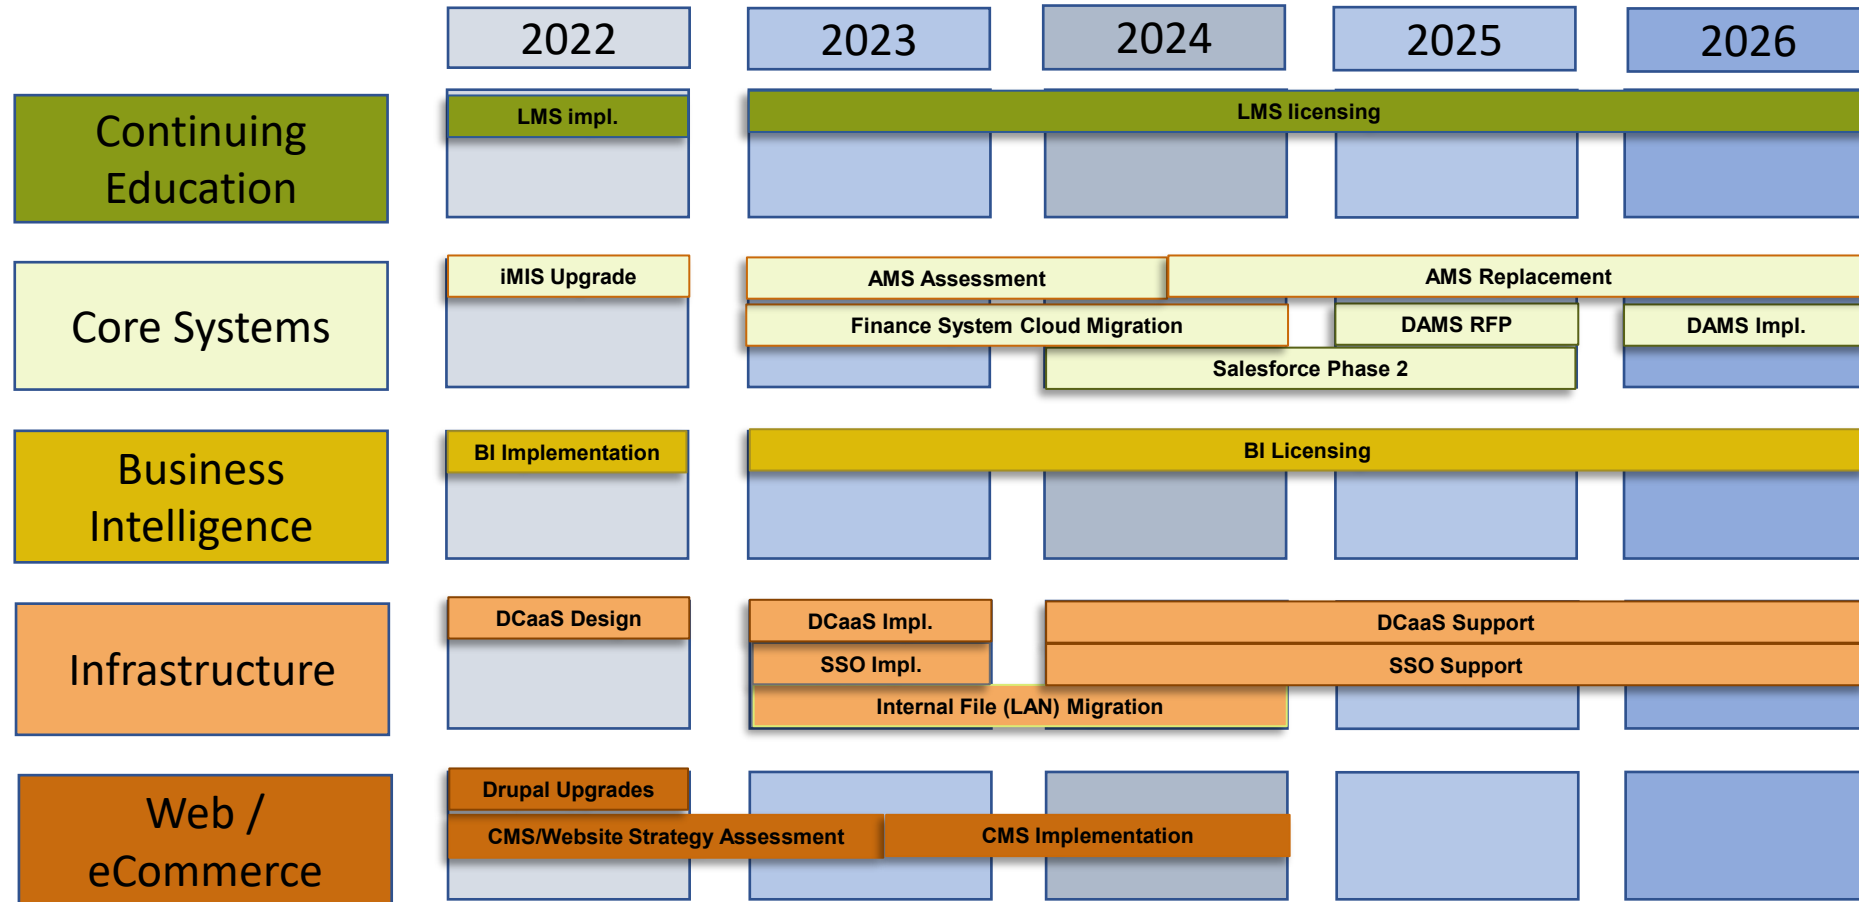 2022 2023 2024 2025 2026
Continuing
Education
LMS impl. LMS licensing
Core Systems
iMIS Upgrade AMS Assessment AMS Replacement
Finance System Cloud Migration DAMS RFP DAMS Impl.
Salesforce Phase 2
Business
Intelligence
BI Implementation BI Licensing
Infrastructure
DCaaS Design DCaaS Impl. DCaaS Support
SSO Impl. SSO Support
Internal File (LAN) Migration
Web /
eCommerce
Drupal Upgrades
CMS/Website Strategy Assessment CMS Implementation